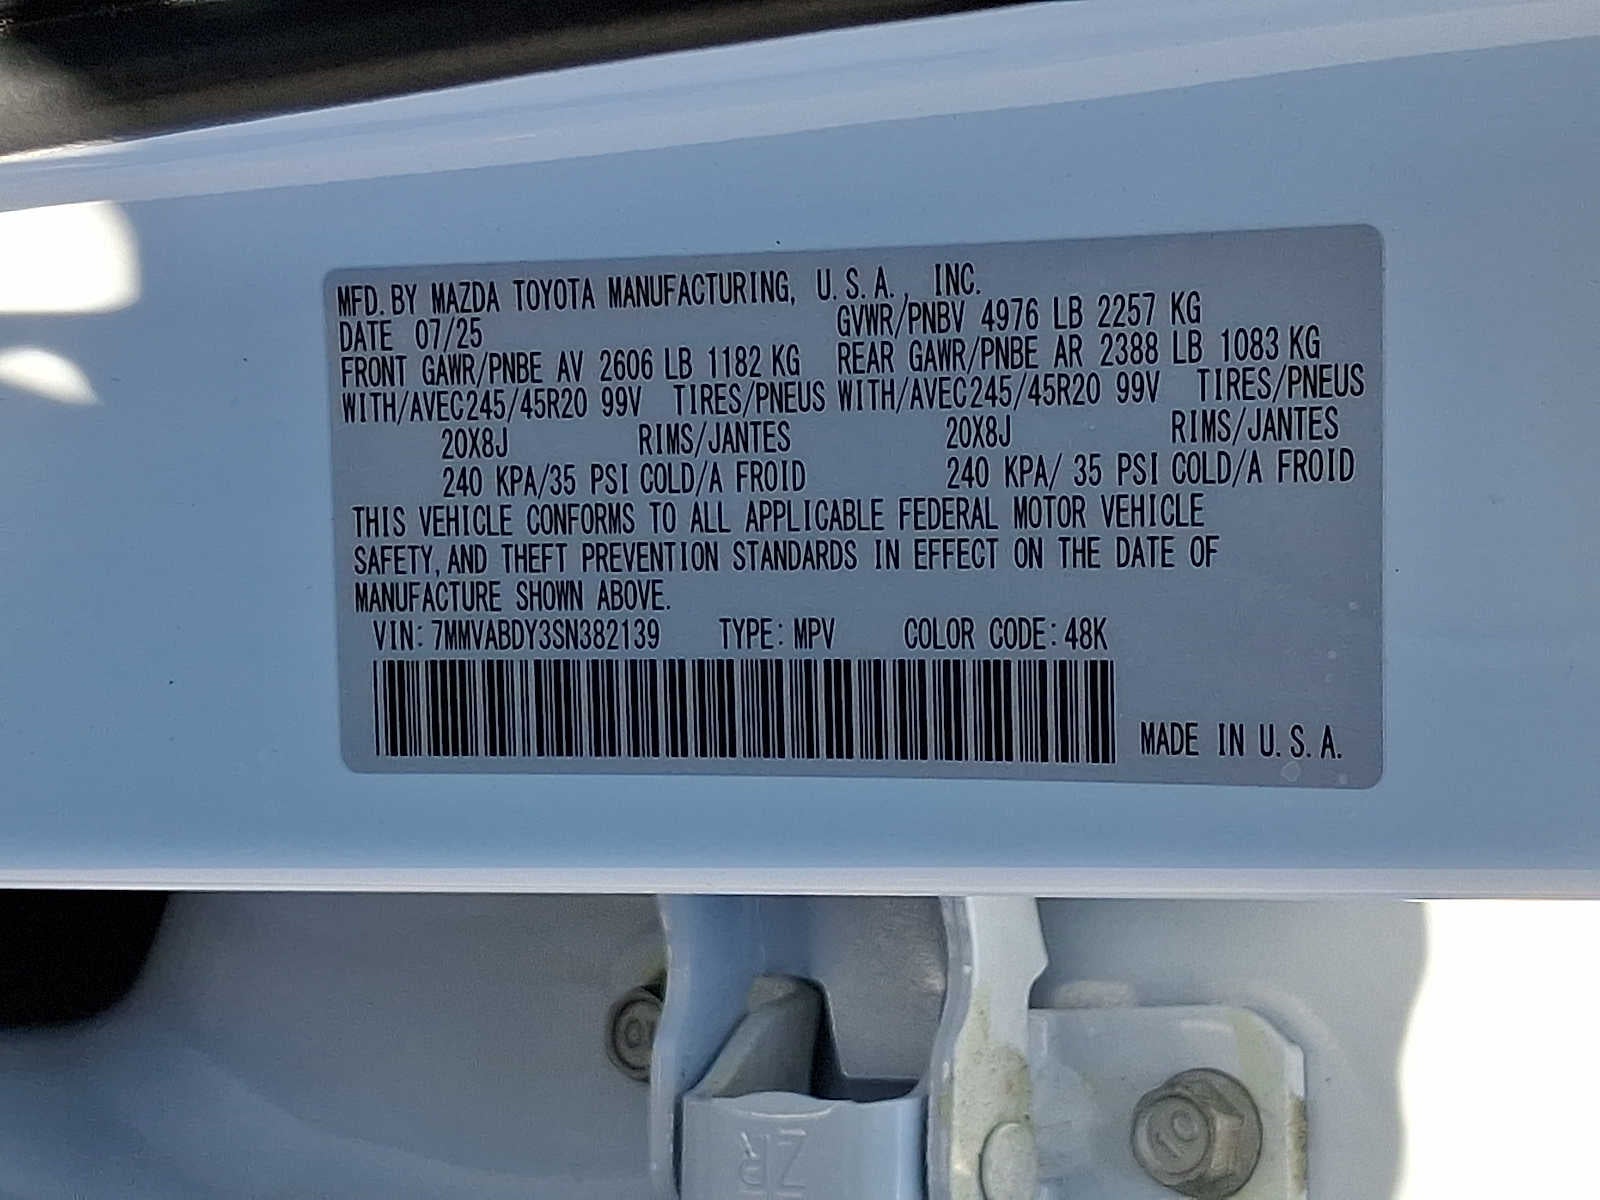 MFD. BY MAZDA TOYOTA MANUFACTURING, U.S.A. INC.
DATE 07/25 GVWR/PNBV 4976 LB 2257 KG
FRONT GAWR/PNBE AV 2606 LB 1182 KG REAR GAWR/PNBE AR 2388 LB 1083 KG
WITH/AVEC245/45R20 99V TIRES/PNEUS WITH/AVEC245/45R20 99V TIRES/PNEUS
20X8J RIMS/JANTES 20X8J RIMS/JANTES
240 KPA/35 PSI COLD/A FROID 240 KPA/ 35 PSI COLD/A FROID
THIS VEHICLE CONFORMS TO ALL APPLICABLE FEDERAL MOTOR VEHICLE
SAFETY, AND THEFT PREVENTION STANDARDS IN EFFECT ON THE DATE OF
MANUFACTURE SHOWN ABOVE.
VIN: 7MMVABDY3SN382139 TYPE: MPV COLOR CODE: 48K
MADE IN U.S.A.
10
10
ZR